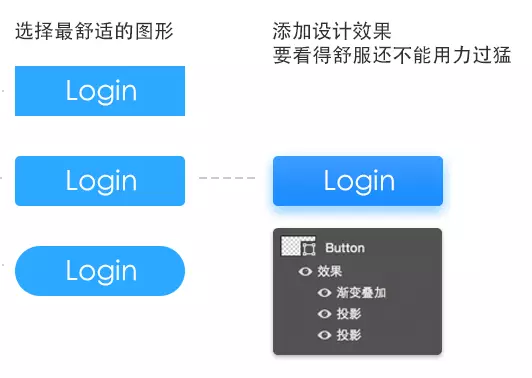 选择最舒适的图形
Login
Login
Login
添加设计效果
要看得舒服还不能用力过猛
Login
Button
效果
渐变叠加
投影
投影